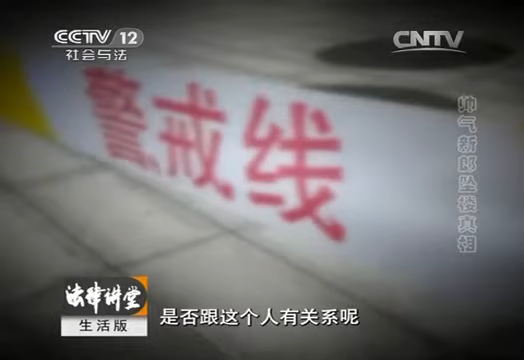 CCTV 12
社会与法
CNTV
警戒线
帅气新郎坠楼真相
法律讲堂
生活版
是否跟这个人有关系呢